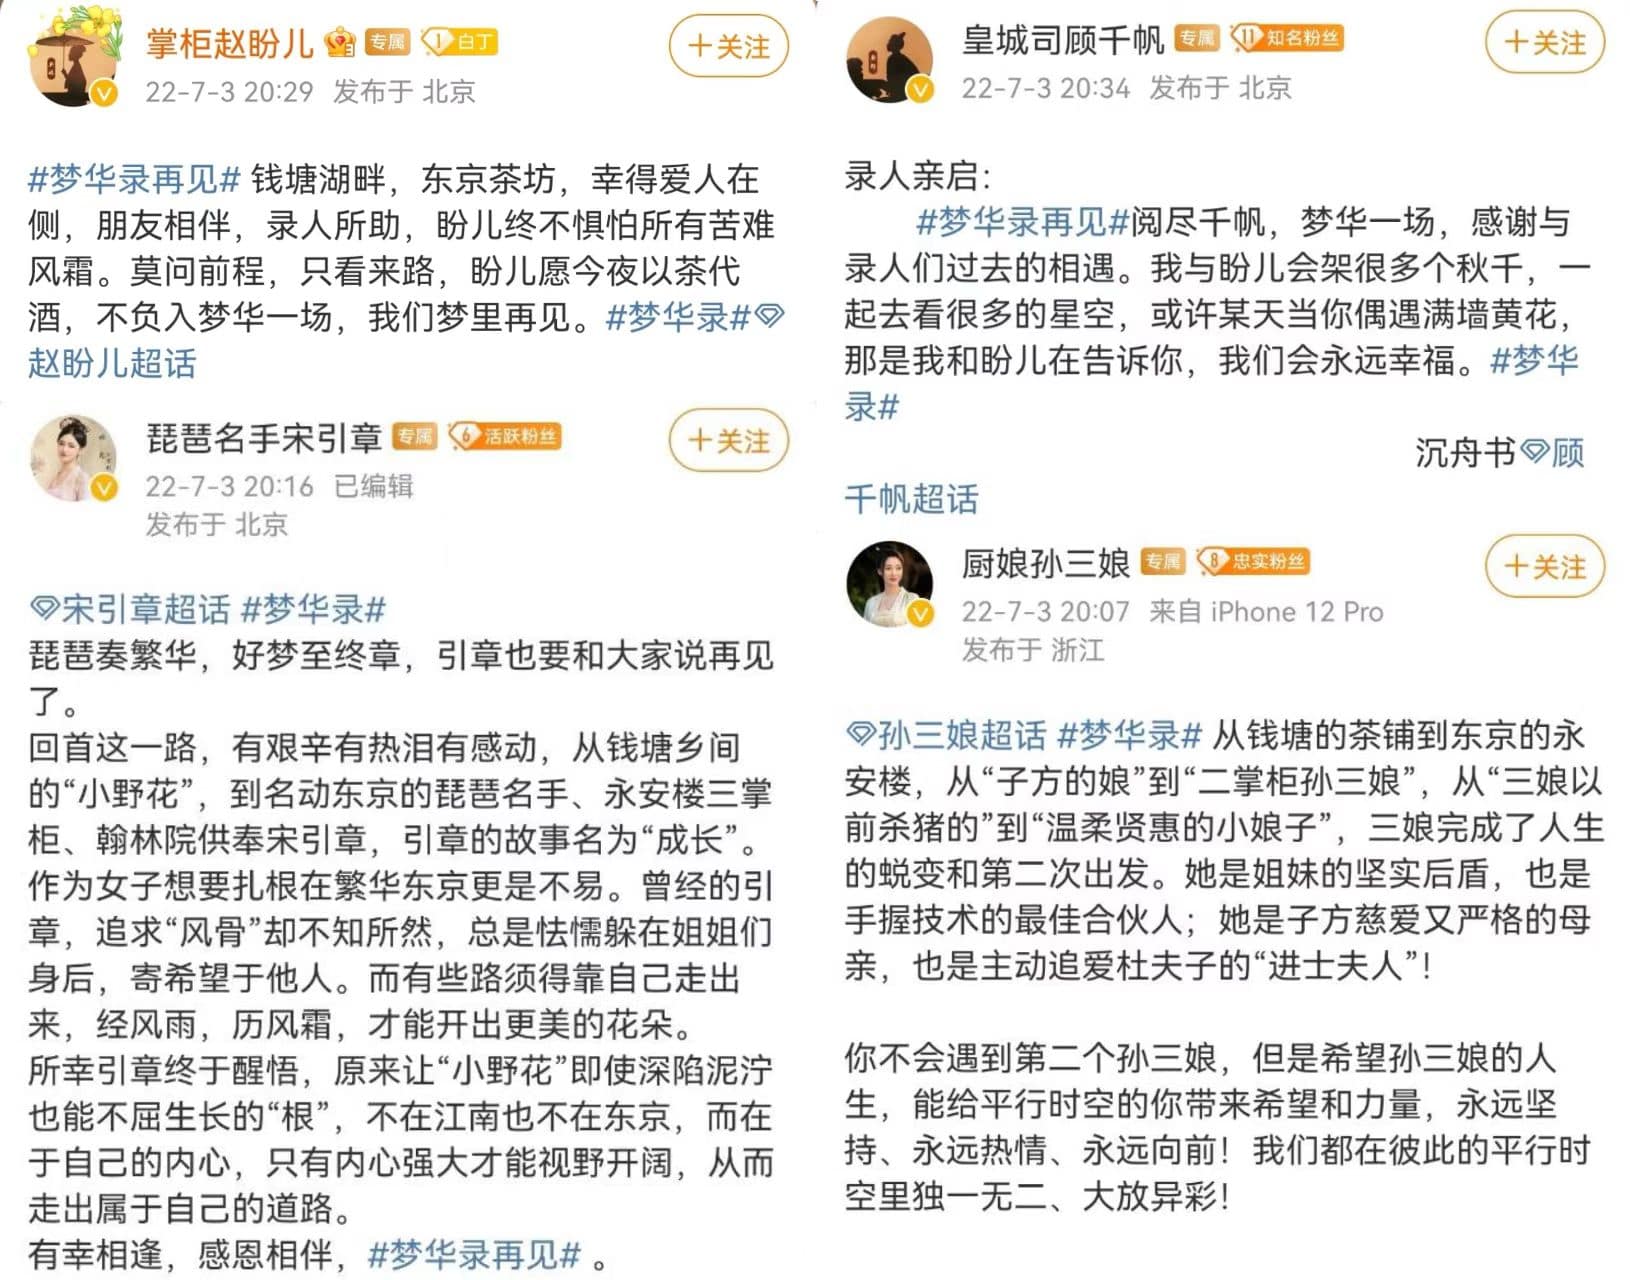 掌柜赵盼儿 专属 1 白丁
+关注
22-7-3 20:29 发布于 北京
#梦华录再见# 钱塘湖畔，东京茶坊，幸得爱人在
侧，朋友相伴，录人所助，盼儿终不惧怕所有苦难
风霜。莫问前程，只看来路，盼儿愿今夜以茶代
酒，不负入梦华一场，我们梦里再见。#梦华录#
赵盼儿超话
琵琶名手宋引章 专属 6 活跃粉丝
+关注
22-7-3 20:16 已编辑
发布于 北京
宋引章超话 #梦华录#
琵琶奏繁华，好梦至终章，引章也要和大家说再见
了。
回首这一路，有艰辛有热泪有感动，从钱塘乡间
的“小野花”，到名动东京的琵琶名手、永安楼三掌
柜、翰林院供奉宋引章，引章的故事名为“成长”。
作为女子想要扎根在繁华东京更是不易。曾经的引
章，追求“风骨”却不知所然，总是怯懦躲在姐姐们
身后，寄希望于他人。而有些路须得靠自己走出
来，经风雨，历风霜，才能开出更美的花朵。
所幸引章终于醒悟，原来让“小野花”即使深陷泥泞
也能不屈生长的“根”，不在江南也不在东京，而在
于自己的内心，只有内心强大才能视野开阔，从而
走出属于自己的道路。
有幸相逢，感恩相伴，#梦华录再见# 。
皇城司顾千帆 专属 11 知名粉丝
+关注
22-7-3 20:34 发布于 北京
录人亲启：
#梦华录再见#阅尽千帆，梦华一场，感谢与
录人们过去的相遇。我与盼儿会架很多个秋千，一
起去看很多的星空，或许某天当你偶遇满墙黄花，
那是我和盼儿在告诉你，我们会永远幸福。#梦华
录#
沉舟书顾
千帆超话
厨娘孙三娘 专属 8 忠实粉丝
+关注
22-7-3 20:07 来自 iPhone 12 Pro
发布于 浙江
孙三娘超话 #梦华录# 从钱塘的茶铺到东京的永
安楼，从“子方的娘”到“二掌柜孙三娘”，从“三娘以
前杀猪的”到“温柔贤惠的小娘子”，三娘完成了人生
的蜕变和第二次出发。她是姐妹的坚实后盾，也是
手握技术的最佳合伙人；她是子方慈爱又严格的母
亲，也是主动追爱杜夫子的“进士夫人”！
你不会遇到第二个孙三娘，但是希望孙三娘的人
生，能给平行时空的你带来希望和力量，永远坚
持、永远热情、永远向前！我们都在彼此的平行时
空里独一无二、大放异彩！